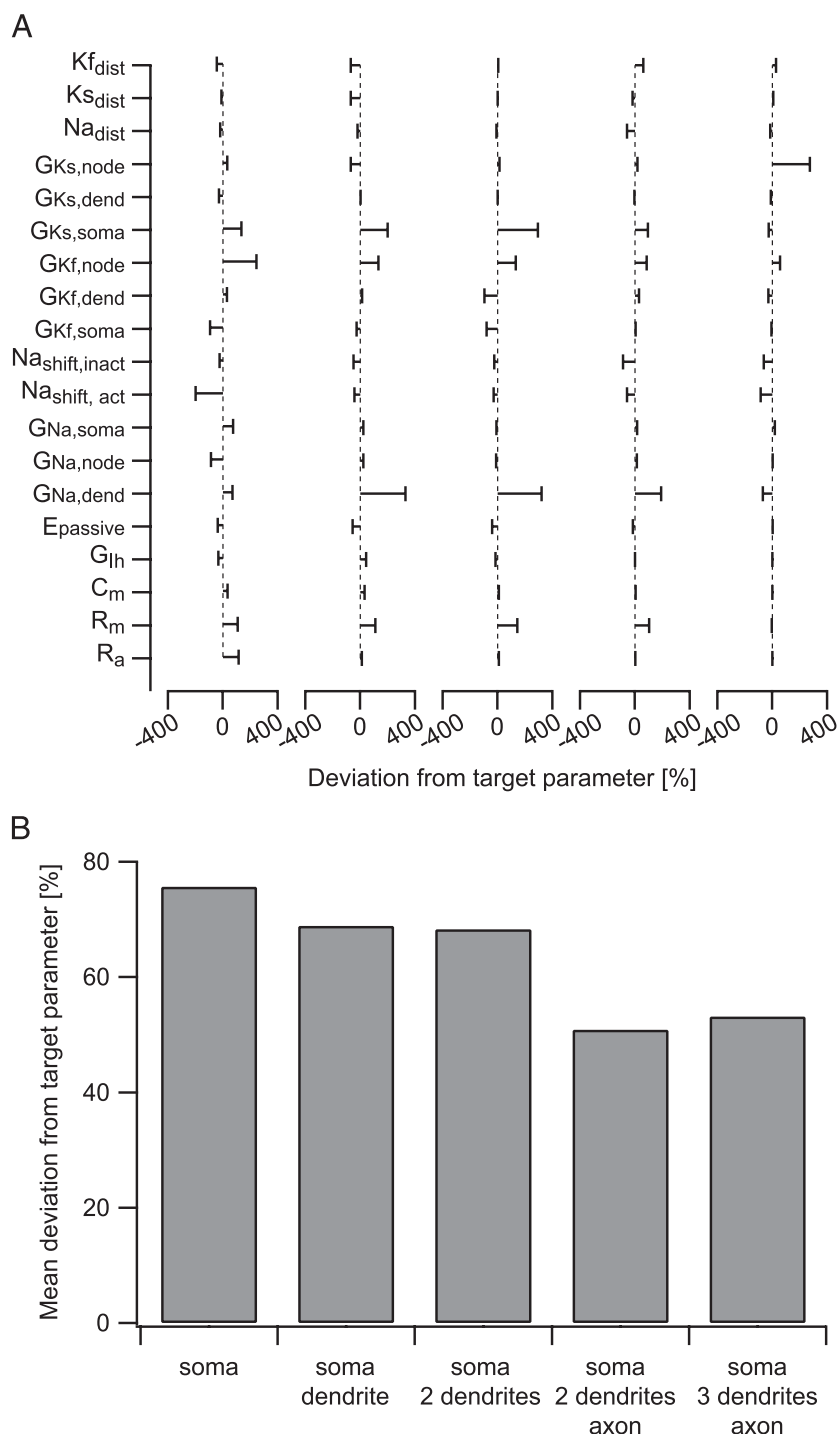 A
Kfdist
Ksdist
Nadist
GKs,node
GKs,dend
GKs,soma
GKf,node
GKf,dend
GKf,soma
Nashift,inact
Nashift, act
GNa,soma
GNa,node
GNa,dend
Epassive
GIh
Cm
Rm
Ra
-400 0 400 -400 0 400 -400 0 400 -400 0 400 -400 0 400
Deviation from target parameter [%]
B
Mean deviation from target parameter [%]
80
60
40
20
0
soma
soma
dendrite
soma
2 dendrites
soma
2 dendrites
axon
soma
3 dendrites
axon